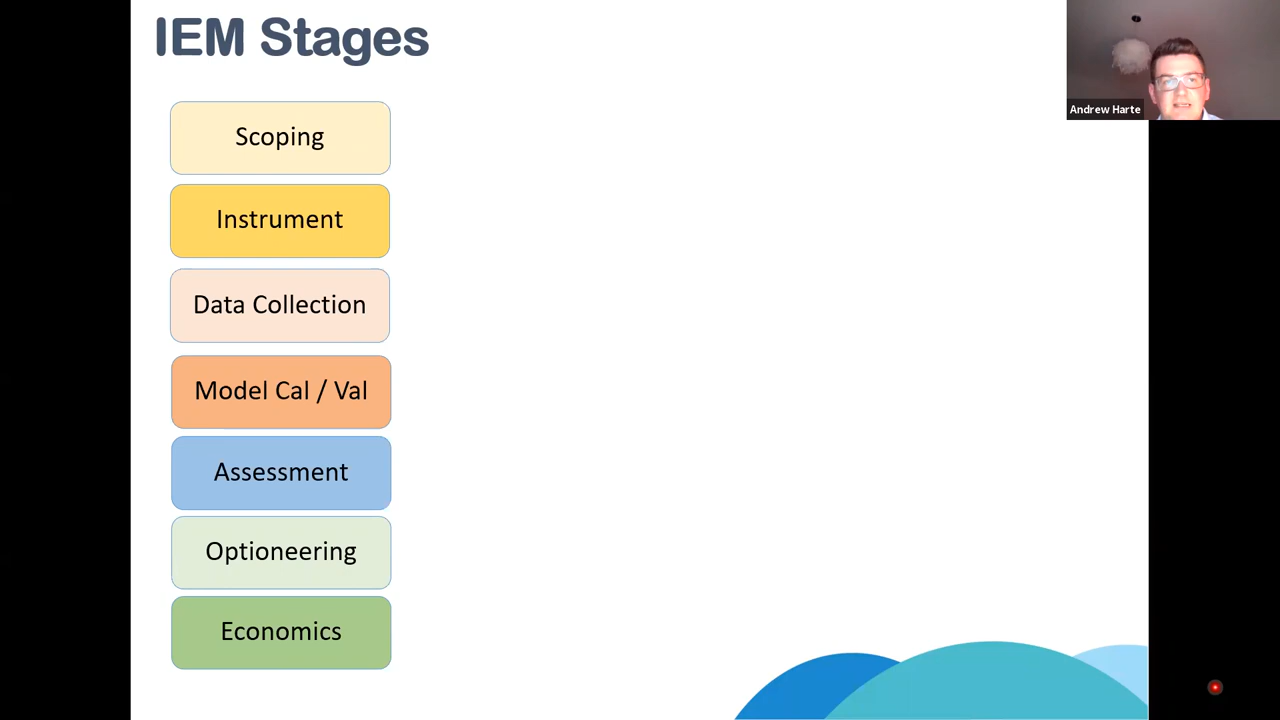 IEM Stages
Andrew Harte
Scoping
Instrument
Data Collection
Model Cal / Val
Assessment
Optioneering
Economics